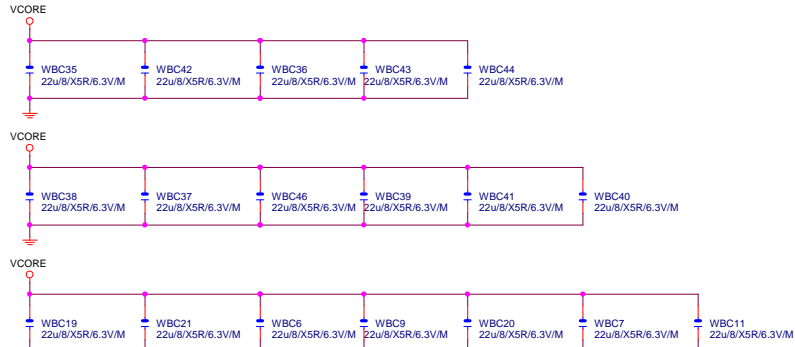 VCORE
WBC35 WBC42 WBC36 WBC43 WBC44
22u/8/X5R/6.3V/M 22u/8/X5R/6.3V/M 22u/8/X5R/6.3V/M 22u/8/X5R/6.3V/M 22u/8/X5R/6.3V/M
VCORE
WBC38 WBC37 WBC46 WBC39 WBC41 WBC40
22u/8/X5R/6.3V/M 22u/8/X5R/6.3V/M 22u/8/X5R/6.3V/M 22u/8/X5R/6.3V/M 22u/8/X5R/6.3V/M 22u/8/X5R/6.3V/M
VCORE
WBC19 WBC21 WBC6 WBC9 WBC20 WBC7 WBC11
22u/8/X5R/6.3V/M 22u/8/X5R/6.3V/M 22u/8/X5R/6.3V/M 22u/8/X5R/6.3V/M 22u/8/X5R/6.3V/M 22u/8/X5R/6.3V/M 22u/8/X5R/6.3V/M